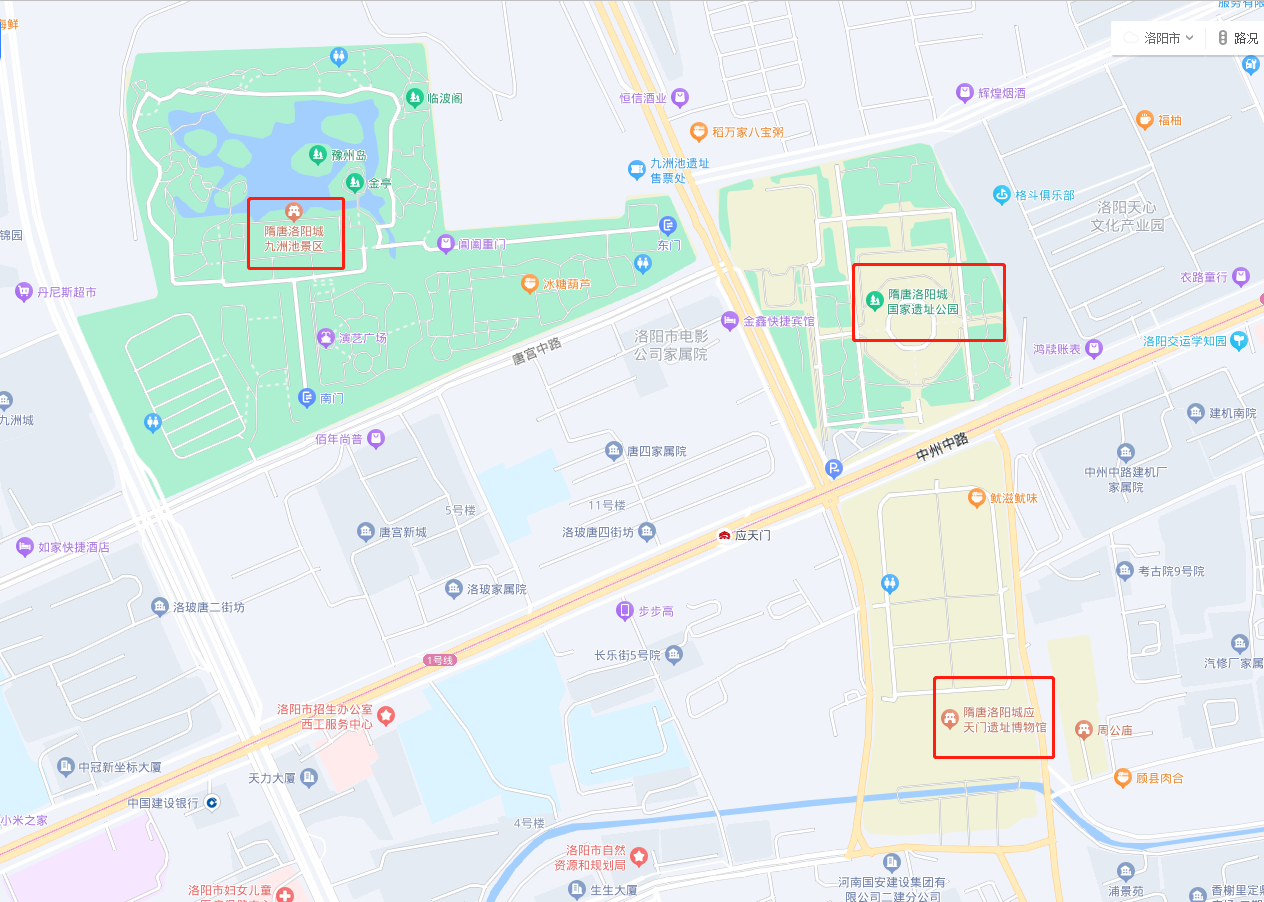 海鲜
服务有限
洛阳市
路况
临波阁
恒信酒业
辉煌烟酒
福柚
稻万家八宝粥
豫州岛
九洲池遗址
售票处
金亭
格斗俱乐部
洛阳天心
文化产业园
隋唐洛阳城
九洲池景区
锦园
阊阖重门
东门
丹尼斯超市
冰糖葫芦
衣路童行
隋唐洛阳城
国家遗址公园
金鑫快捷宾馆
演艺广场
洛阳市电影
公司家属院
唐宫中路
鸿牍账表
洛阳交运学知园
南门
九洲城
建机南院
佰年尚普
唐四家属院
中州中路
中州中路建机厂
家属院
5号楼
11号楼
鱿滋鱿味
唐宫新城
洛玻唐四街坊
应天门
如家快捷酒店
考古院9号院
洛玻家属院
洛玻唐二街坊
步步高
1号线
长乐街5号院
汽修厂家属
洛阳市招生办公室
西工服务中心
隋唐洛阳城应
天门遗址博物馆
周公庙
中冠新坐标大厦
天力大厦
顾县肉合
中国建设银行
小米之家
4号楼
洛阳市自然
资源和规划局
河南国安建设集团有
限公司二建分公司
洛阳市妇女儿童
生生大厦
浦景苑
香榭里定鼎